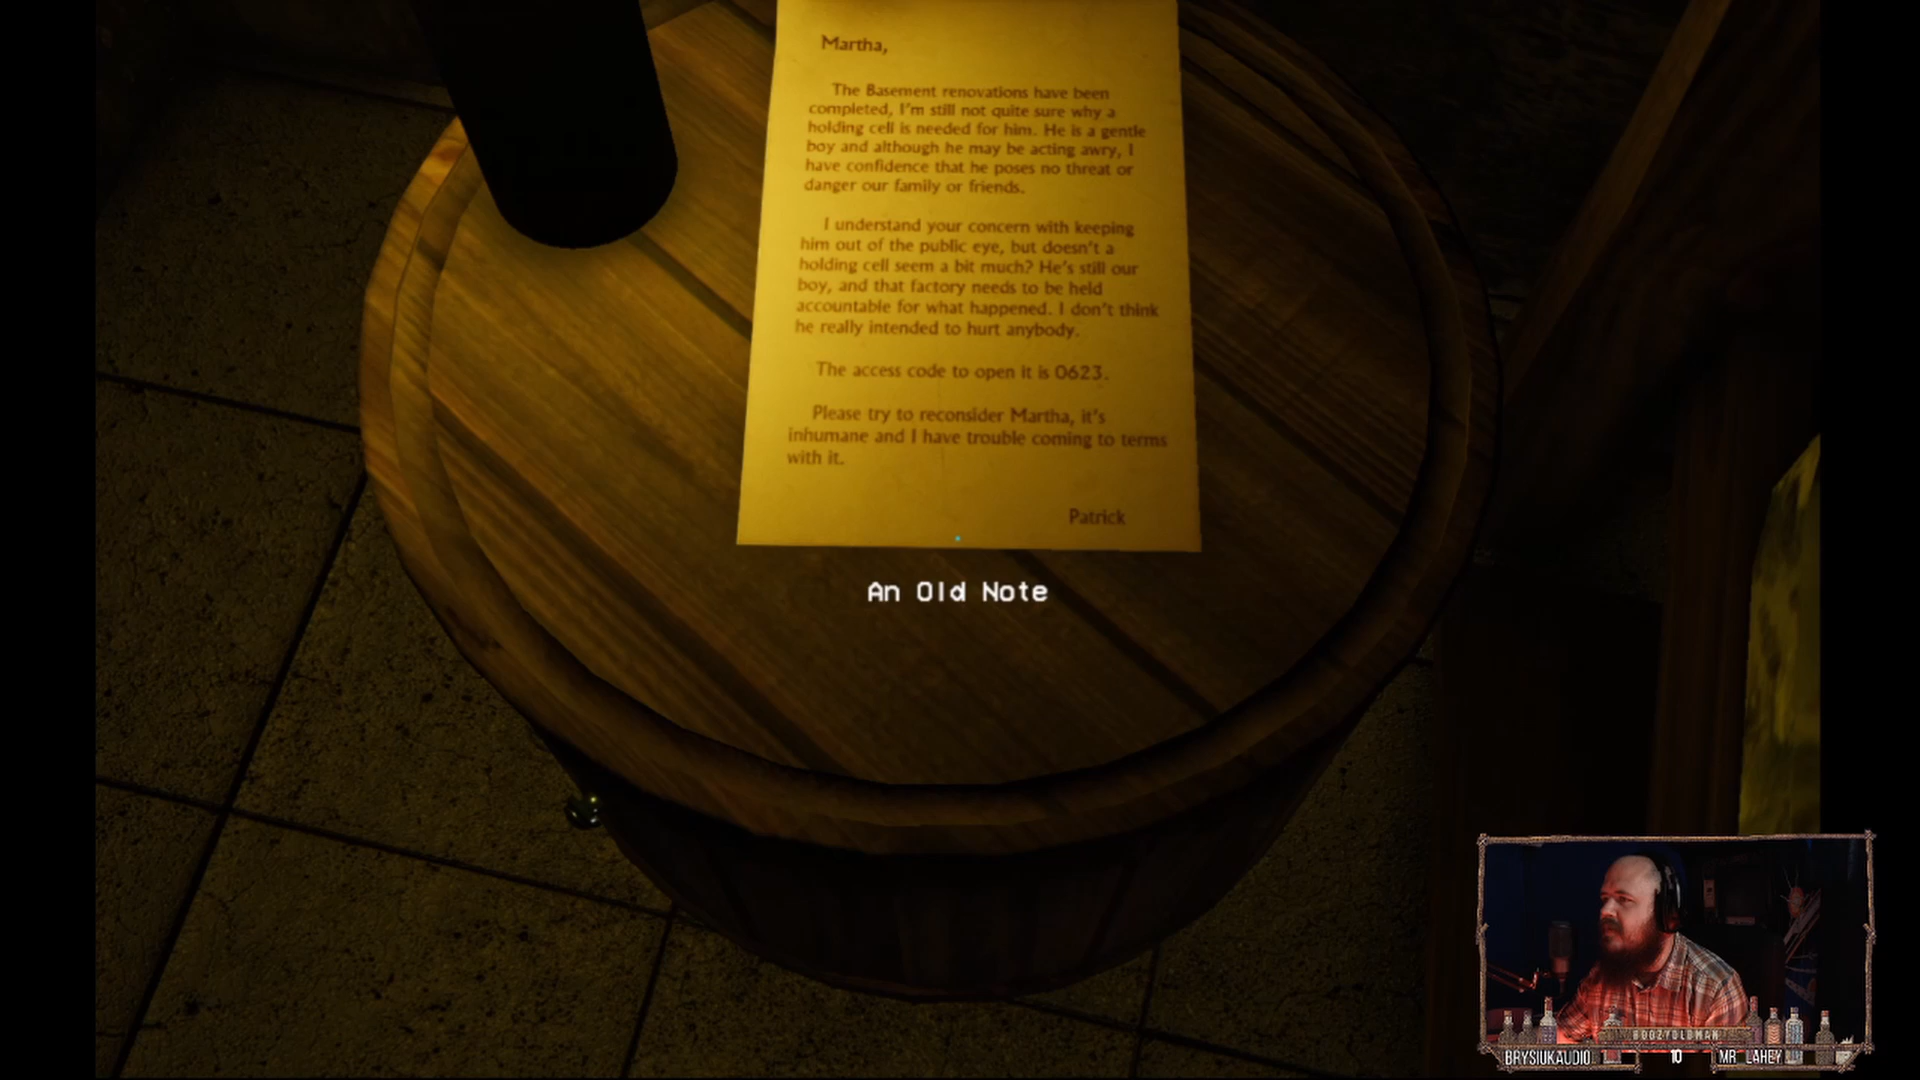 Martha,
The Basement renovations have been
completed, I'm still not quite sure why a
holding cell is needed for him. He is a gentle
boy and although he may be acting awry, I
have confidence that he poses no threat or
danger our family or friends.
I understand your concern with keeping
him out of the public eye, but doesn't a
holding cell seem a bit much? He's still our
boy, and that factory needs to be held
accountable for what happened. I don't think
he really intended to hurt anybody.
The access code to open it is 0623.
Please try to reconsider Martha, it's
inhumane and I have trouble coming to terms
with it.
Patrick
An Old Note
BOOZYOLDMAN
BRYSIUKAUDIO 10 MR_LAHEY